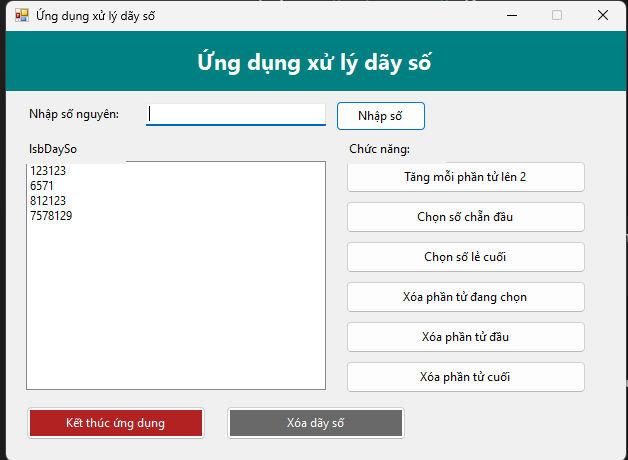 Ứng dụng xử lý dãy số
Ứng dụng xử lý dãy số
Nhập số nguyên:
Nhập số
lsbDaySo
Chức năng:
123123
6571
812123
7578129
Tăng mỗi phần tử lên 2
Chọn số chẵn đầu
Chọn số lẻ cuối
Xóa phần tử đang chọn
Xóa phần tử đầu
Xóa phần tử cuối
Kết thúc ứng dụng
Xóa dãy số